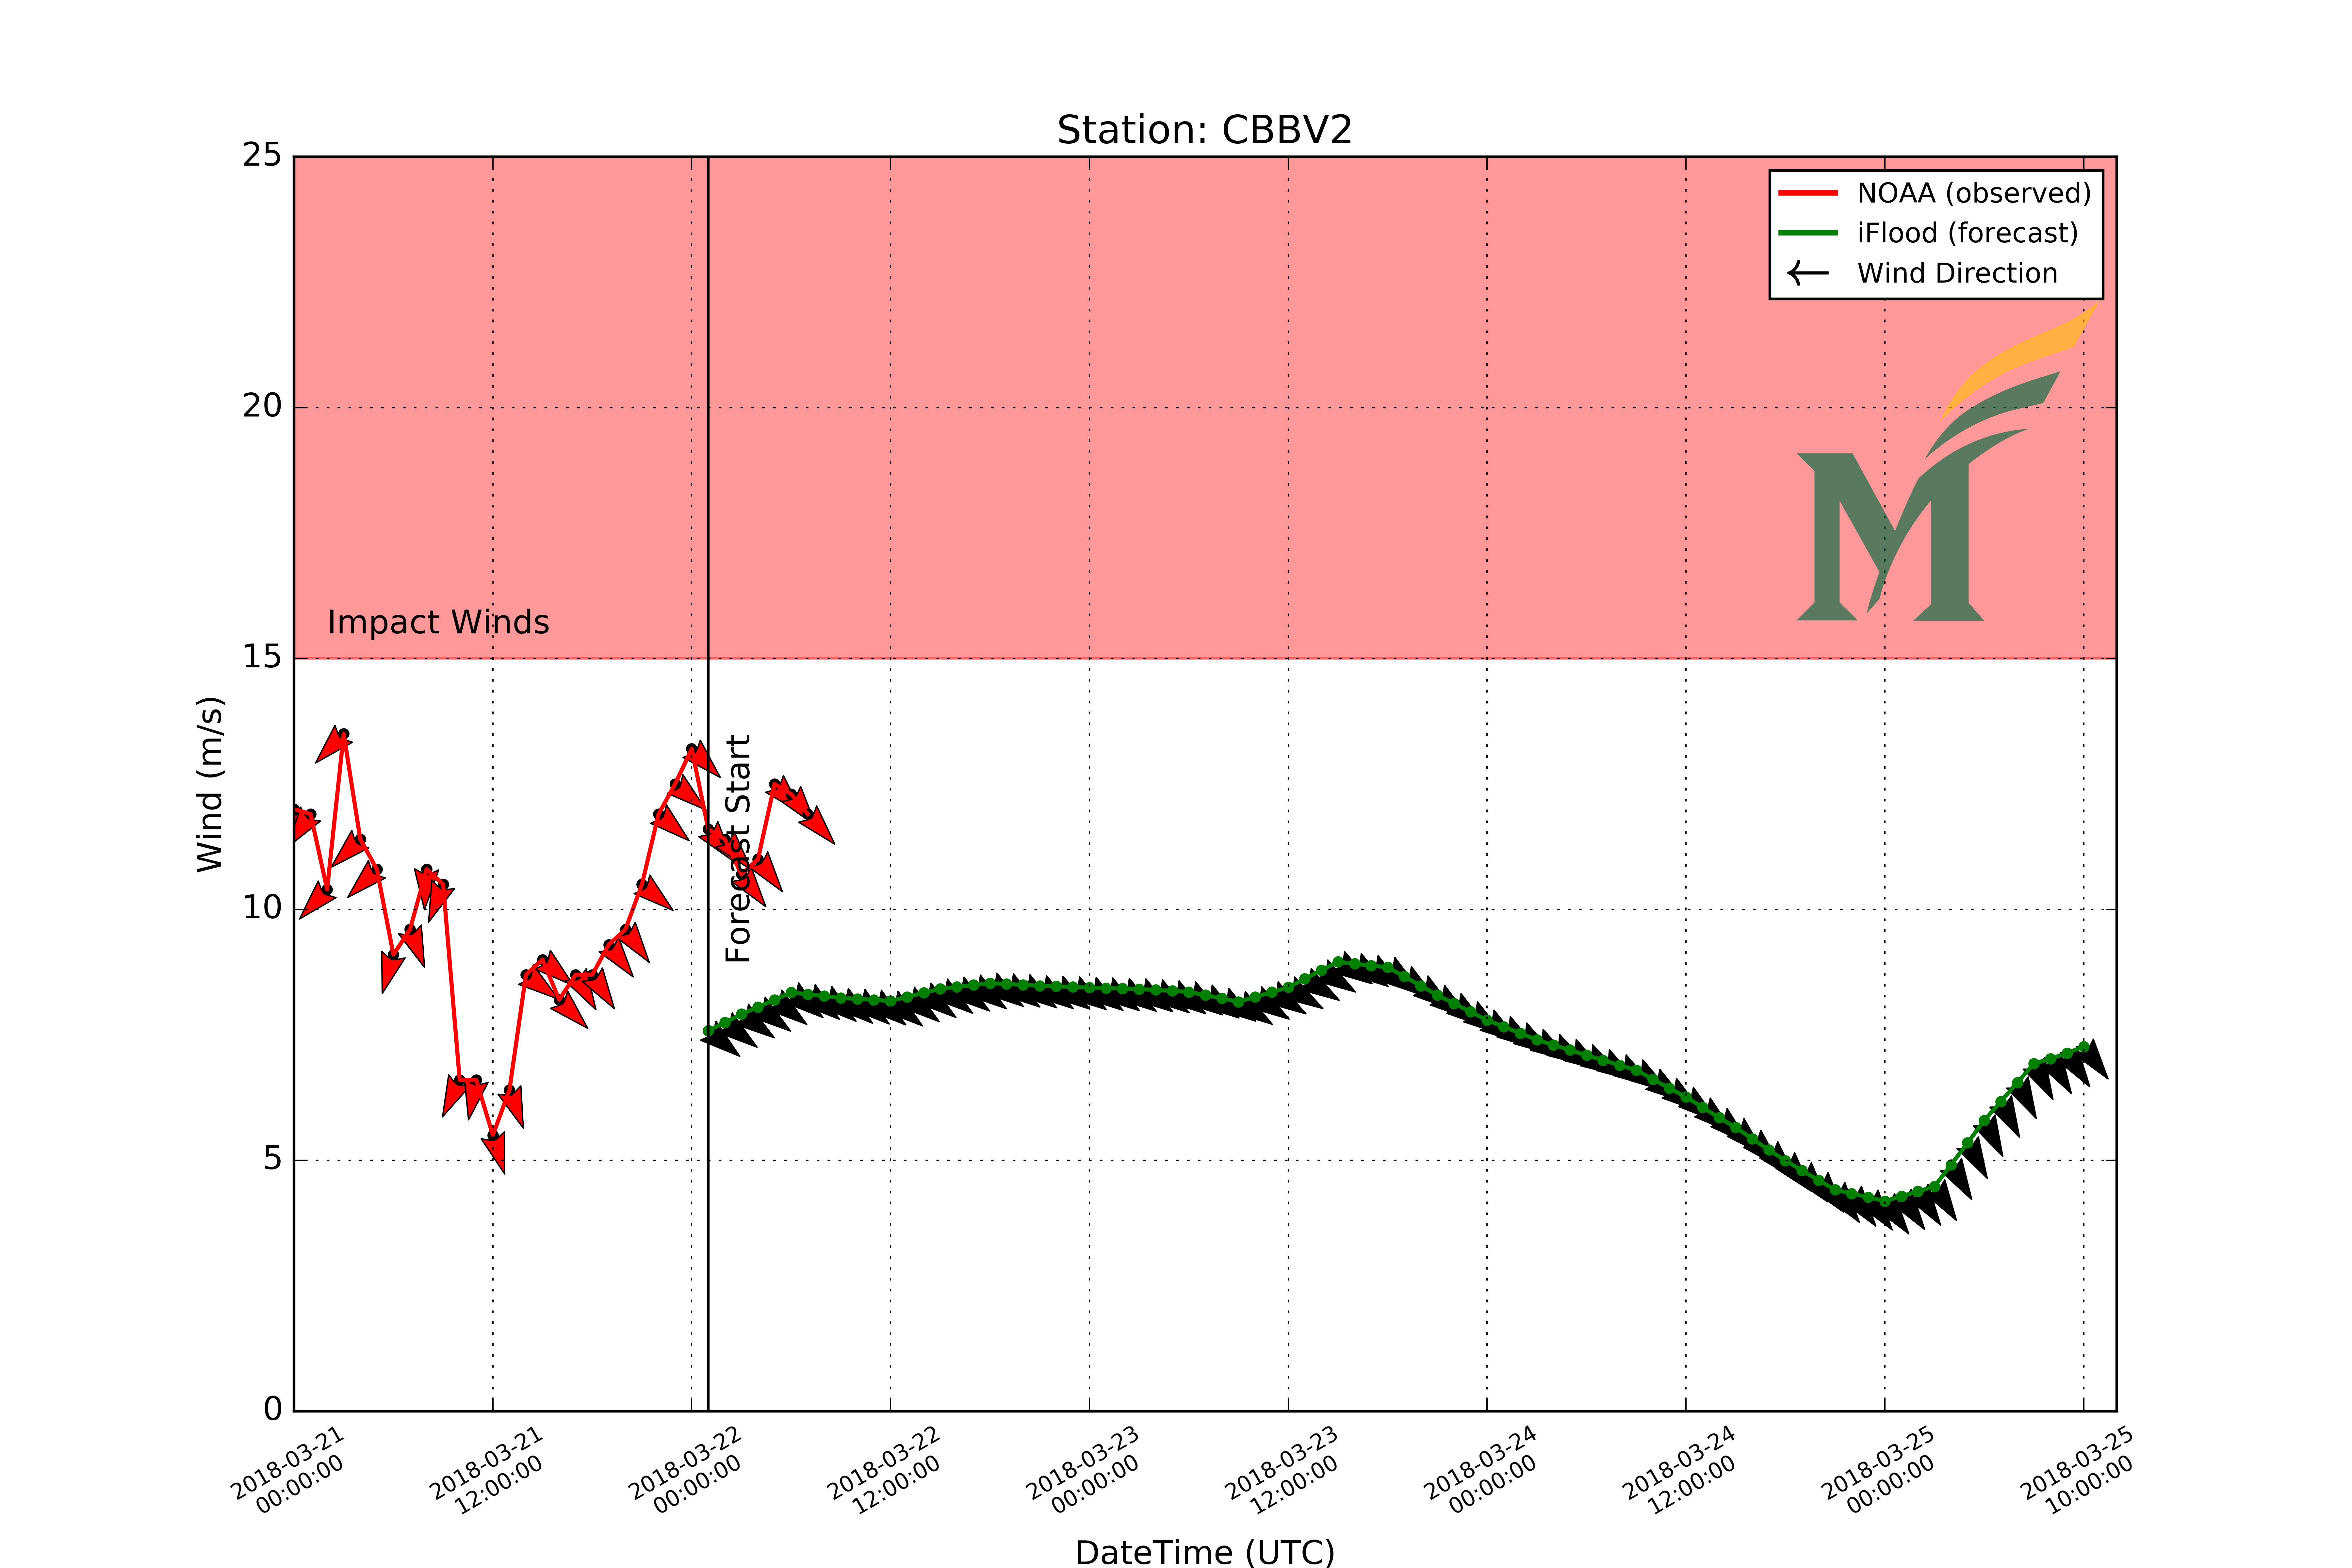 Station: CBBV2
25
20
15
10
5
0
Wind (m/s)
NOAA (observed)
iFlood (forecast)
Wind Direction
M
Impact Winds
Forecast Start
2018-03-21
00:00:00
2018-03-21
12:00:00
2018-03-22
00:00:00
2018-03-22
12:00:00
2018-03-23
00:00:00
2018-03-23
12:00:00
2018-03-24
00:00:00
2018-03-24
12:00:00
2018-03-25
00:00:00
2018-03-25
10:00:00
DateTime (UTC)